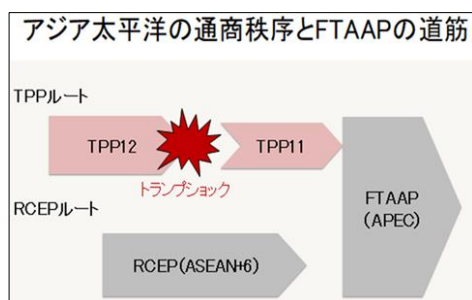 アジア太平洋の通商秩序とFTAAPの道筋
TPPルート
TPP12
TPP11
トランプショック
RCEPルート
FTAAP
(APEC)
RCEP(ASEAN+6)